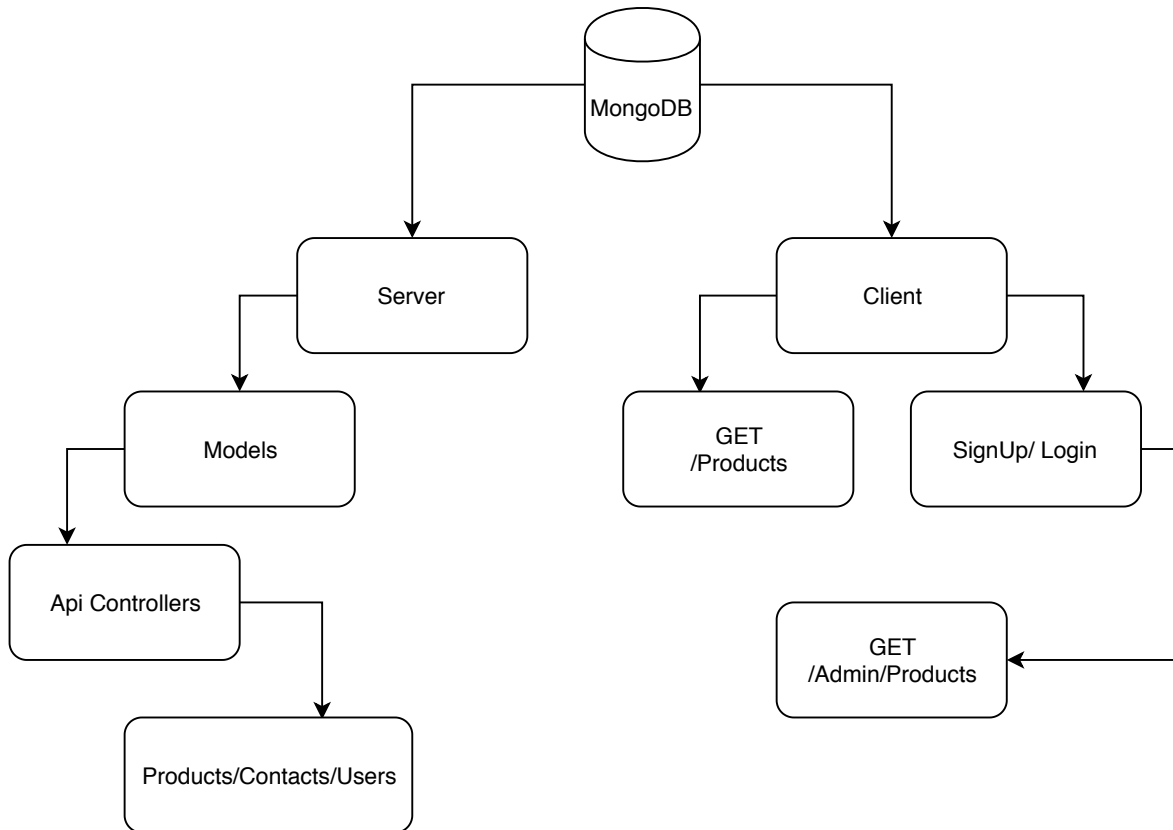 MongoDB
Server
Client
Models
GET
/Products
SignUp/ Login
Api Controllers
GET
/Admin/Products
Products/Contacts/Users